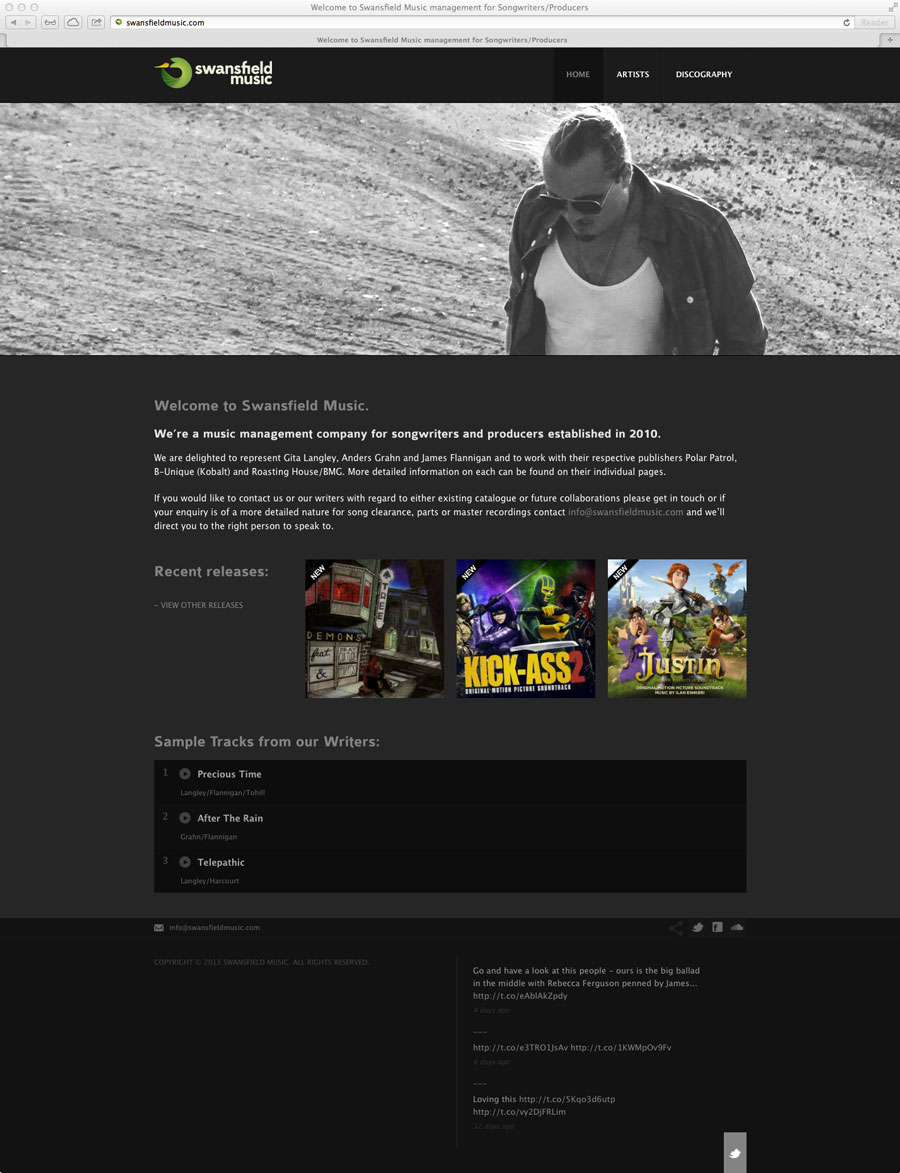 Welcome to Swansfield Music management for Songwriters/Producers
swansfieldmusic.com
Reader
Welcome to Swansfield Music management for Songwriters/Producers
swansfield
music
HOME
ARTISTS
DISCOGRAPHY
Welcome to Swansfield Music.
We're a music management company for songwriters and producers established in 2010.
We are delighted to represent Gita Langley, Anders Grahn and James Flannigan and to work with their respective publishers Polar Patrol,
B-Unique (Kobalt) and Roasting House/BMG. More detailed information on each can be found on their individual pages.
If you would like to contact us or our writers with regard to either existing catalogue or future collaborations please get in touch or if
your enquiry is of a more detailed nature for song clearance, parts or master recordings contact info@swansfieldmusic.com and we'll
direct you to the right person to speak to.
Recent releases:
- VIEW OTHER RELEASES
NEW
TREE
DEMONS
feat
&
NEW
KICK-ASS 2
ORIGINAL MOTION PICTURE SOUNDTRACK
NEW
JUSTIN
ORIGINAL MOTION PICTURE SOUNDTRACK
MUSIC BY ILAN ESHKERI
Sample Tracks from our Writers:
1 Precious Time
Langley/Flannigan/Tohill
2 After The Rain
Grahn/Flannigan
3 Telepathic
Langley/Harcourt
info@swansfieldmusic.com
COPYRIGHT © 2013 SWANSFIELD MUSIC. ALL RIGHTS RESERVED.
Go and have a look at this people – ours is the big ballad
in the middle with Rebecca Ferguson penned by James...
http://t.co/eAblAkZpdy
4 days ago
---
http://t.co/e3TRO1JsAv http://t.co/1KWMpOv9Fv
6 days ago
---
Loving this http://t.co/5Kqo3d6utp
http://t.co/vy2DjFRLim
12 days ago